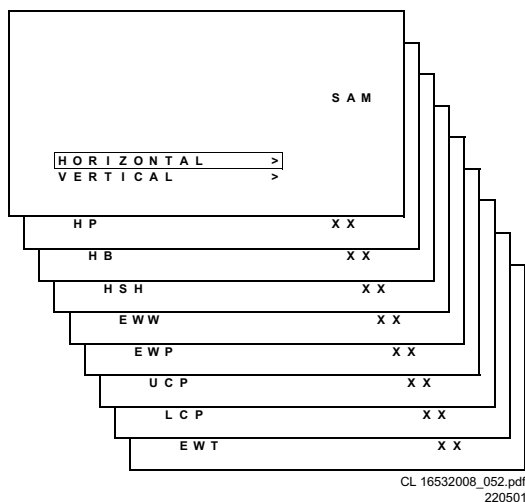 SAM
HORIZONTAL >
VERTICAL >
HP XX
HB XX
HSH XX
EWW XX
EWP XX
UCP XX
LCP XX
EWT XX
CL 16532008_052.pdf
220501